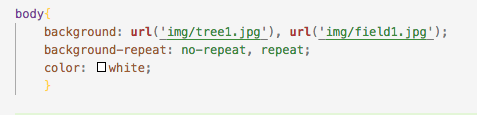 body{
background: url('img/tree1.jpg'), url('img/field1.jpg');
background-repeat: no-repeat, repeat;
color: white;
}